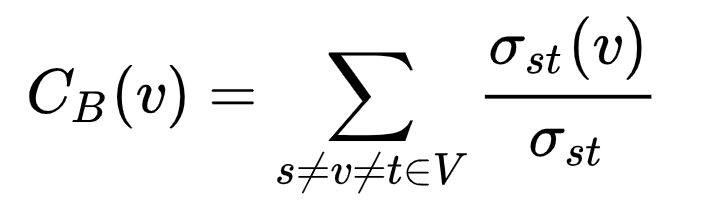 C_B(v) = \sum_{s \neq v \neq t \in V} \frac{\sigma_{st}(v)}{\sigma_{st}}